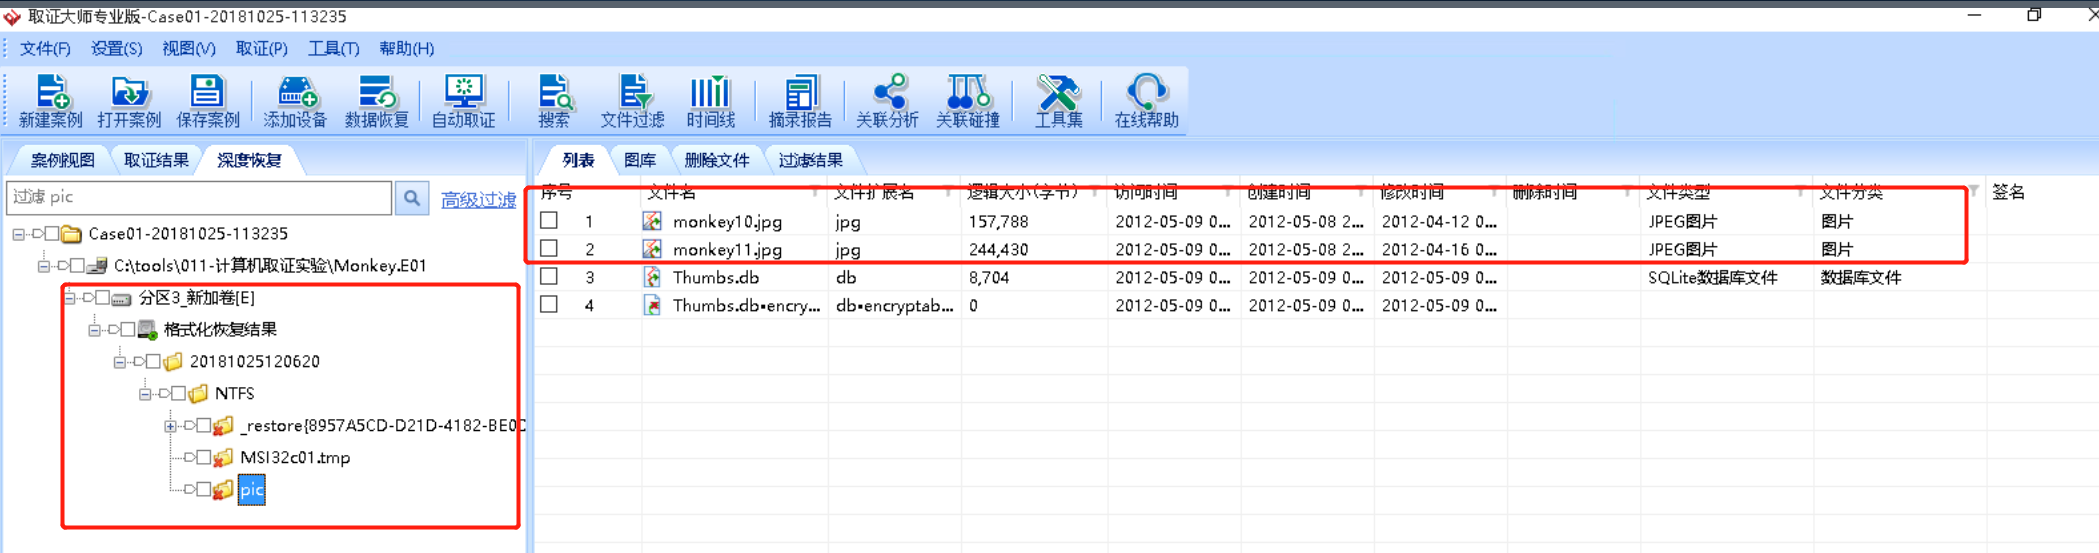 取证大师专业版-Case01-20181025-113235
文件(F) 设置(S) 视图(V) 取证(P) 工具(T) 帮助(H)
新建案例 打开案例 保存案例 添加设备 数据恢复 自动取证 搜索 文件过滤 时间线 摘录报告 关联分析 关联碰撞 工具集 在线帮助
案例视图 取证结果 深度恢复
过滤 pic 高级过滤
Case01-20181025-113235
C:\tools\011-计算机取证实验\Monkey.E01
分区3_新加卷[E]
格式化恢复结果
20181025120620
NTFS
_restore{8957A5CD-D21D-4182-BE0D
MSI32c01.tmp
pic
列表 图库 删除文件 过滤结果
序号 文件名 文件扩展名 逻辑大小(字节) 访问时间 创建时间 修改时间 删除时间 文件类型 文件分类 签名
1 monkey10.jpg jpg 157,788 2012-05-09 0... 2012-05-08 2... 2012-04-12 0... JPEG图片 图片
2 monkey11.jpg jpg 244,430 2012-05-09 0... 2012-05-08 2... 2012-04-16 0... JPEG图片 图片
3 Thumbs.db db 8,704 2012-05-09 0... 2012-05-09 0... 2012-05-09 0... SQLite数据库文件 数据库文件
4 Thumbs.db•encry... db•encryptab... 0 2012-05-09 0... 2012-05-09 0... 2012-05-09 0...